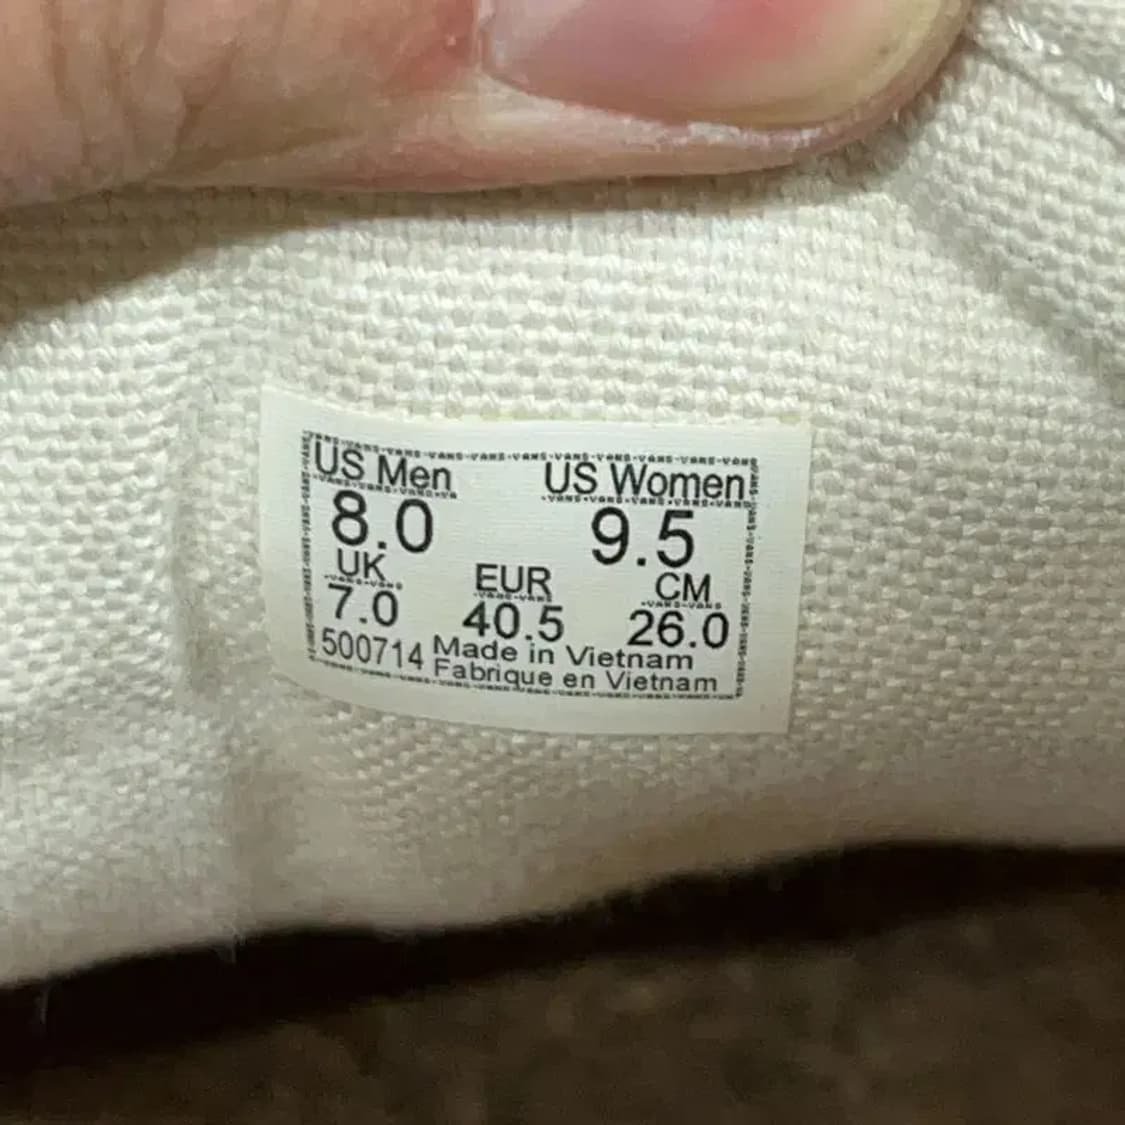 US Men US Women
8.0 9.5
UK EUR CM
7.0 40.5 26.0
500714 Made in Vietnam
Fabrique en Vietnam